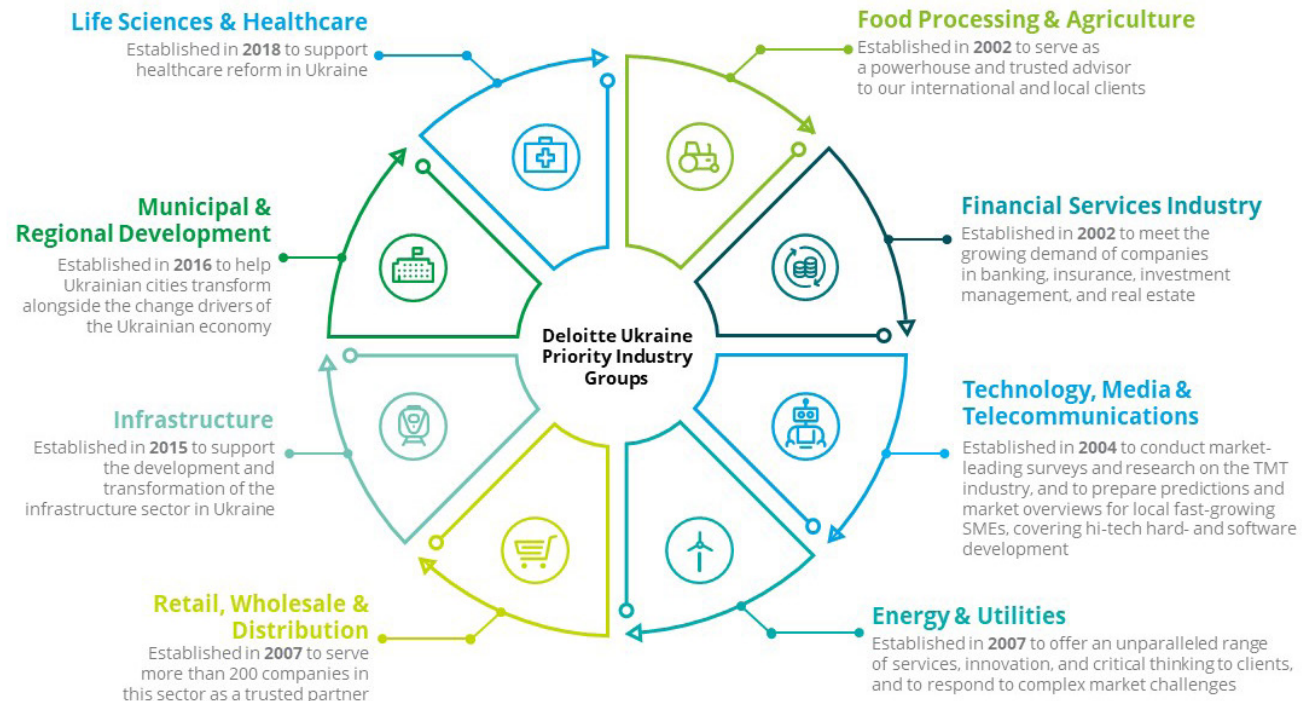 Life Sciences & Healthcare
Established in 2018 to support
healthcare reform in Ukraine
Food Processing & Agriculture
Established in 2002 to serve as
a powerhouse and trusted advisor
to our international and local clients
Municipal &
Regional Development
Established in 2016 to help
Ukrainian cities transform
alongside the change drivers of
the Ukrainian economy
Financial Services Industry
Established in 2002 to meet the
growing demand of companies
in banking, insurance, investment
management, and real estate
Deloitte Ukraine
Priority Industry
Groups
Infrastructure
Established in 2015 to support
the development and
transformation of the
infrastructure sector in Ukraine
Technology, Media &
Telecommunications
Established in 2004 to conduct market-
leading surveys and research on the TMT
industry, and to prepare predictions and
market overviews for local fast-growing
SMEs, covering hi-tech hard- and software
development
Retail, Wholesale &
Distribution
Established in 2007 to serve
more than 200 companies in
this sector as a trusted partner
Energy & Utilities
Established in 2007 to offer an unparalleled range
of services, innovation, and critical thinking to clients,
and to respond to complex market challenges